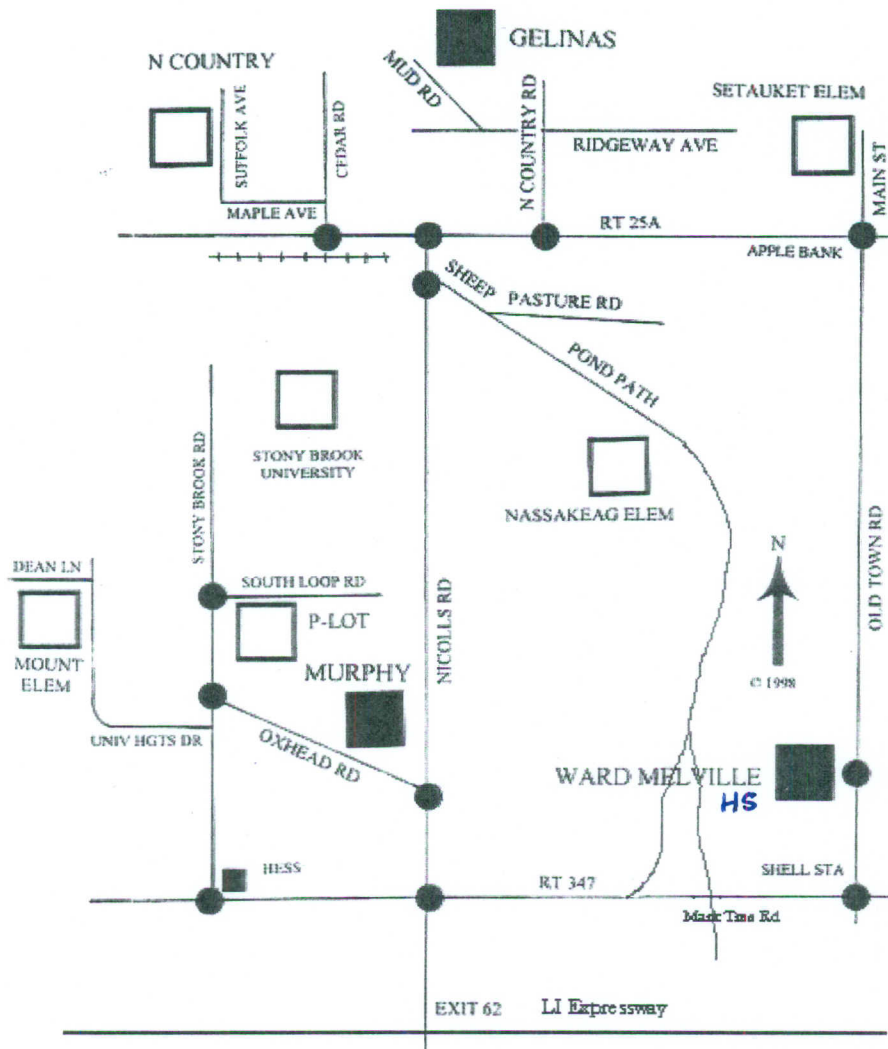 GELINAS
N COUNTRY
MUD RD
SETAUKET ELEM
SUFFOLK AVE
CEDAR RD
N COUNTRY RD
RIDGEWAY AVE
MAIN ST
MAPLE AVE
RT 25A
APPLE BANK
SHEEP
PASTURE RD
POND PATH
STONY BROOK
UNIVERSITY
STONY BROOK RD
NASSAKEAG ELEM
OLD TOWN RD
N
DEAN LN
SOUTH LOOP RD
NICOLLS RD
P-LOT
MOUNT
ELEM
MURPHY
© 1998
UNIV HGTS DR
OXHEAD RD
WARD MELVILLE
HS
HESS
SHELL STA
RT 347
Rd
EXIT 62
LI Expressway